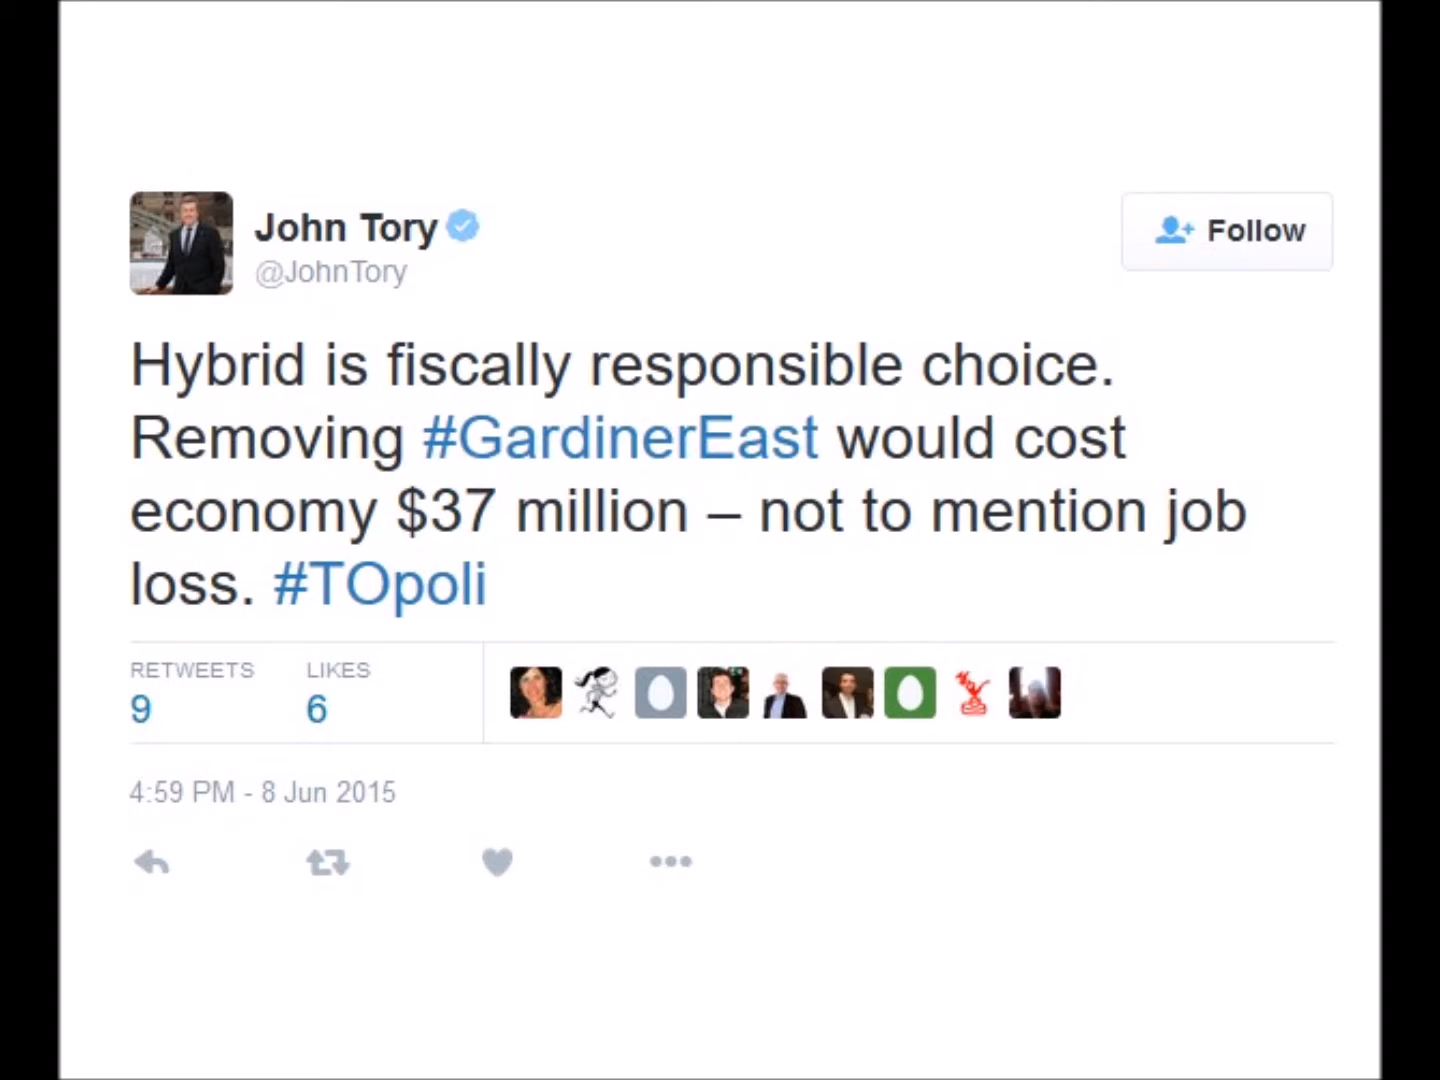 John Tory
@JohnTory
Follow
Hybrid is fiscally responsible choice.
Removing #GardinerEast would cost
economy $37 million – not to mention job
loss. #TOpoli
RETWEETS LIKES
9 6
4:59 PM - 8 Jun 2015